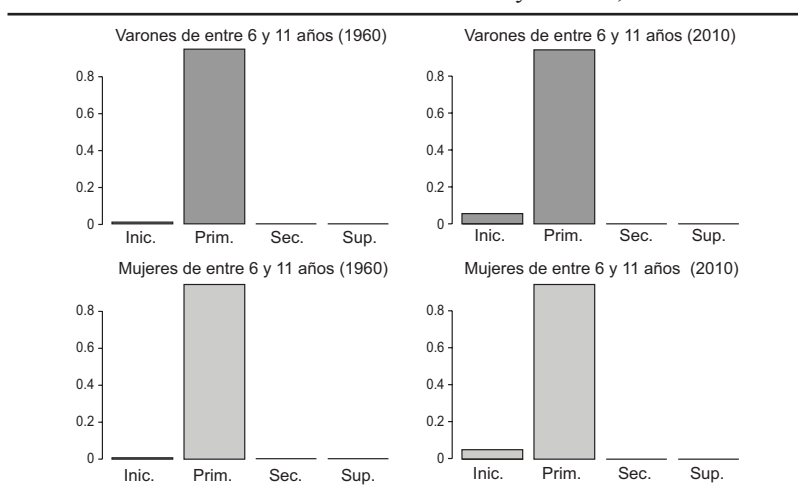 Varones de entre 6 y 11 años (1960)
0.8
0.6
0.4
0.2
0
Inic. Prim. Sec. Sup.
Varones de entre 6 y 11 años (2010)
0.8
0.6
0.4
0.2
0
Inic. Prim. Sec. Sup.
Mujeres de entre 6 y 11 años (1960)
0.8
0.6
0.4
0.2
0
Inic. Prim. Sec. Sup.
Mujeres de entre 6 y 11 años (2010)
0.8
0.6
0.4
0.2
0
Inic. Prim. Sec. Sup.